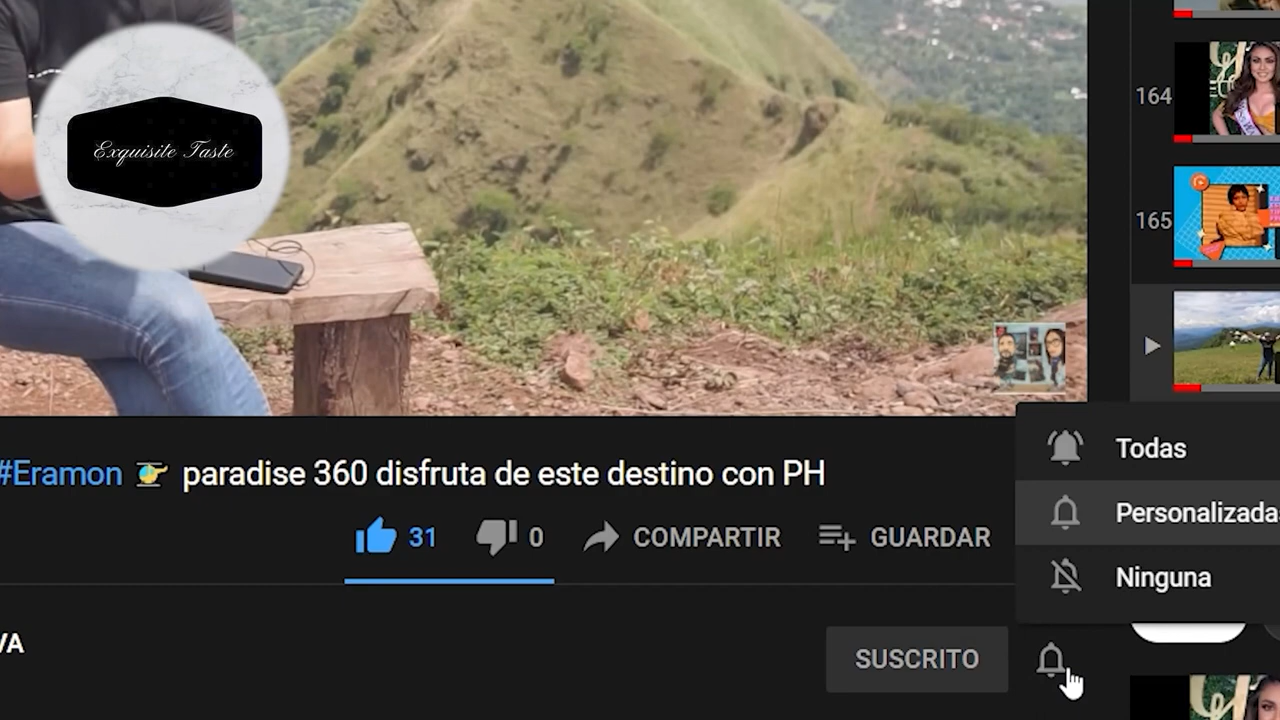 Exquisite Taste
164
165
#Eramon paradise 360 disfruta de este destino con PH
31 0 COMPARTIR GUARDAR
Todas
Personalizada
Ninguna
VA
SUSCRITO